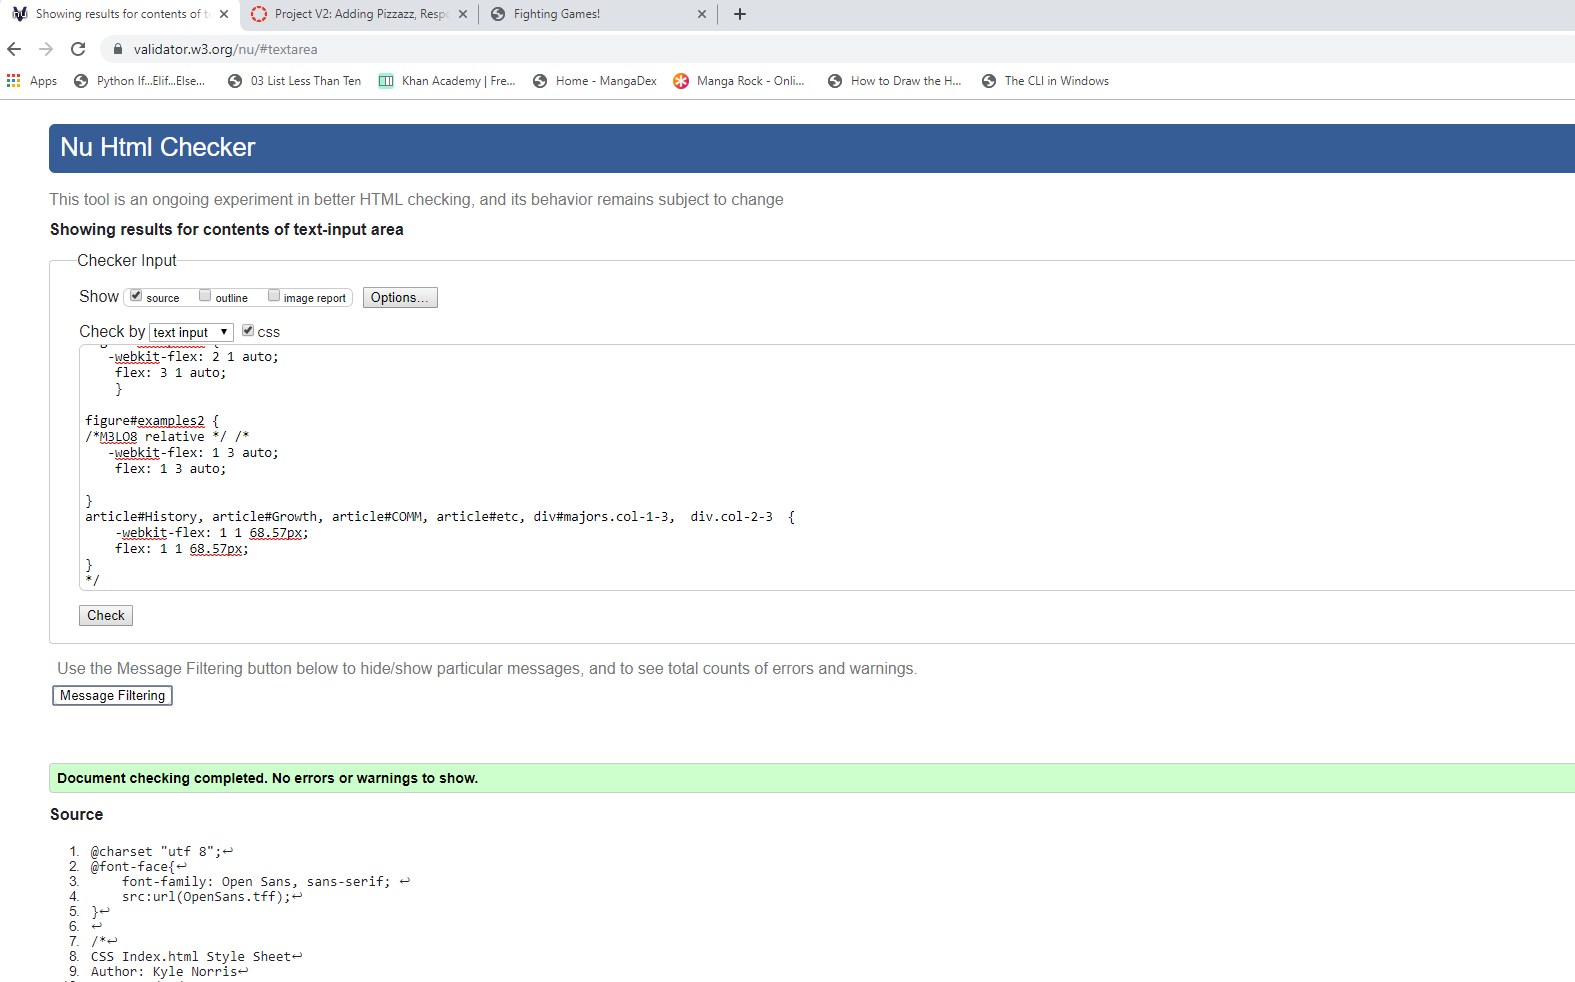 Showing results for contents of t
Project V2: Adding Pizzazz, Respo
Fighting Games!
validator.w3.org/nu/#textarea
Apps
Python If...Elif...Else...
03 List Less Than Ten
Khan Academy | Fre...
Home - MangaDex
Manga Rock - Onli...
How to Draw the H...
The CLI in Windows
Nu Html Checker
This tool is an ongoing experiment in better HTML checking, and its behavior remains subject to change
Showing results for contents of text-input area
Checker Input
Show source outline image report Options...
Check by text input css
-webkit-flex: 2 1 auto;
flex: 3 1 auto;
}
figure#examples2 {
/*M3LO8 relative */ /*
-webkit-flex: 1 3 auto;
flex: 1 3 auto;
}
article#History, article#Growth, article#COMM, article#etc, div#majors.col-1-3,  div.col-2-3  {
-webkit-flex: 1 1 68.57px;
flex: 1 1 68.57px;
}
*/
Check
Use the Message Filtering button below to hide/show particular messages, and to see total counts of errors and warnings.
Message Filtering
Document checking completed. No errors or warnings to show.
Source
1. @charset "utf 8";↩
2. @font-face{↩
3. font-family: Open Sans, sans-serif; ↩
4. src:url(OpenSans.tff);↩
5. }↩
6. ↩
7. /*↩
8. CSS Index.html Style Sheet↩
9. Author: Kyle Norris↩